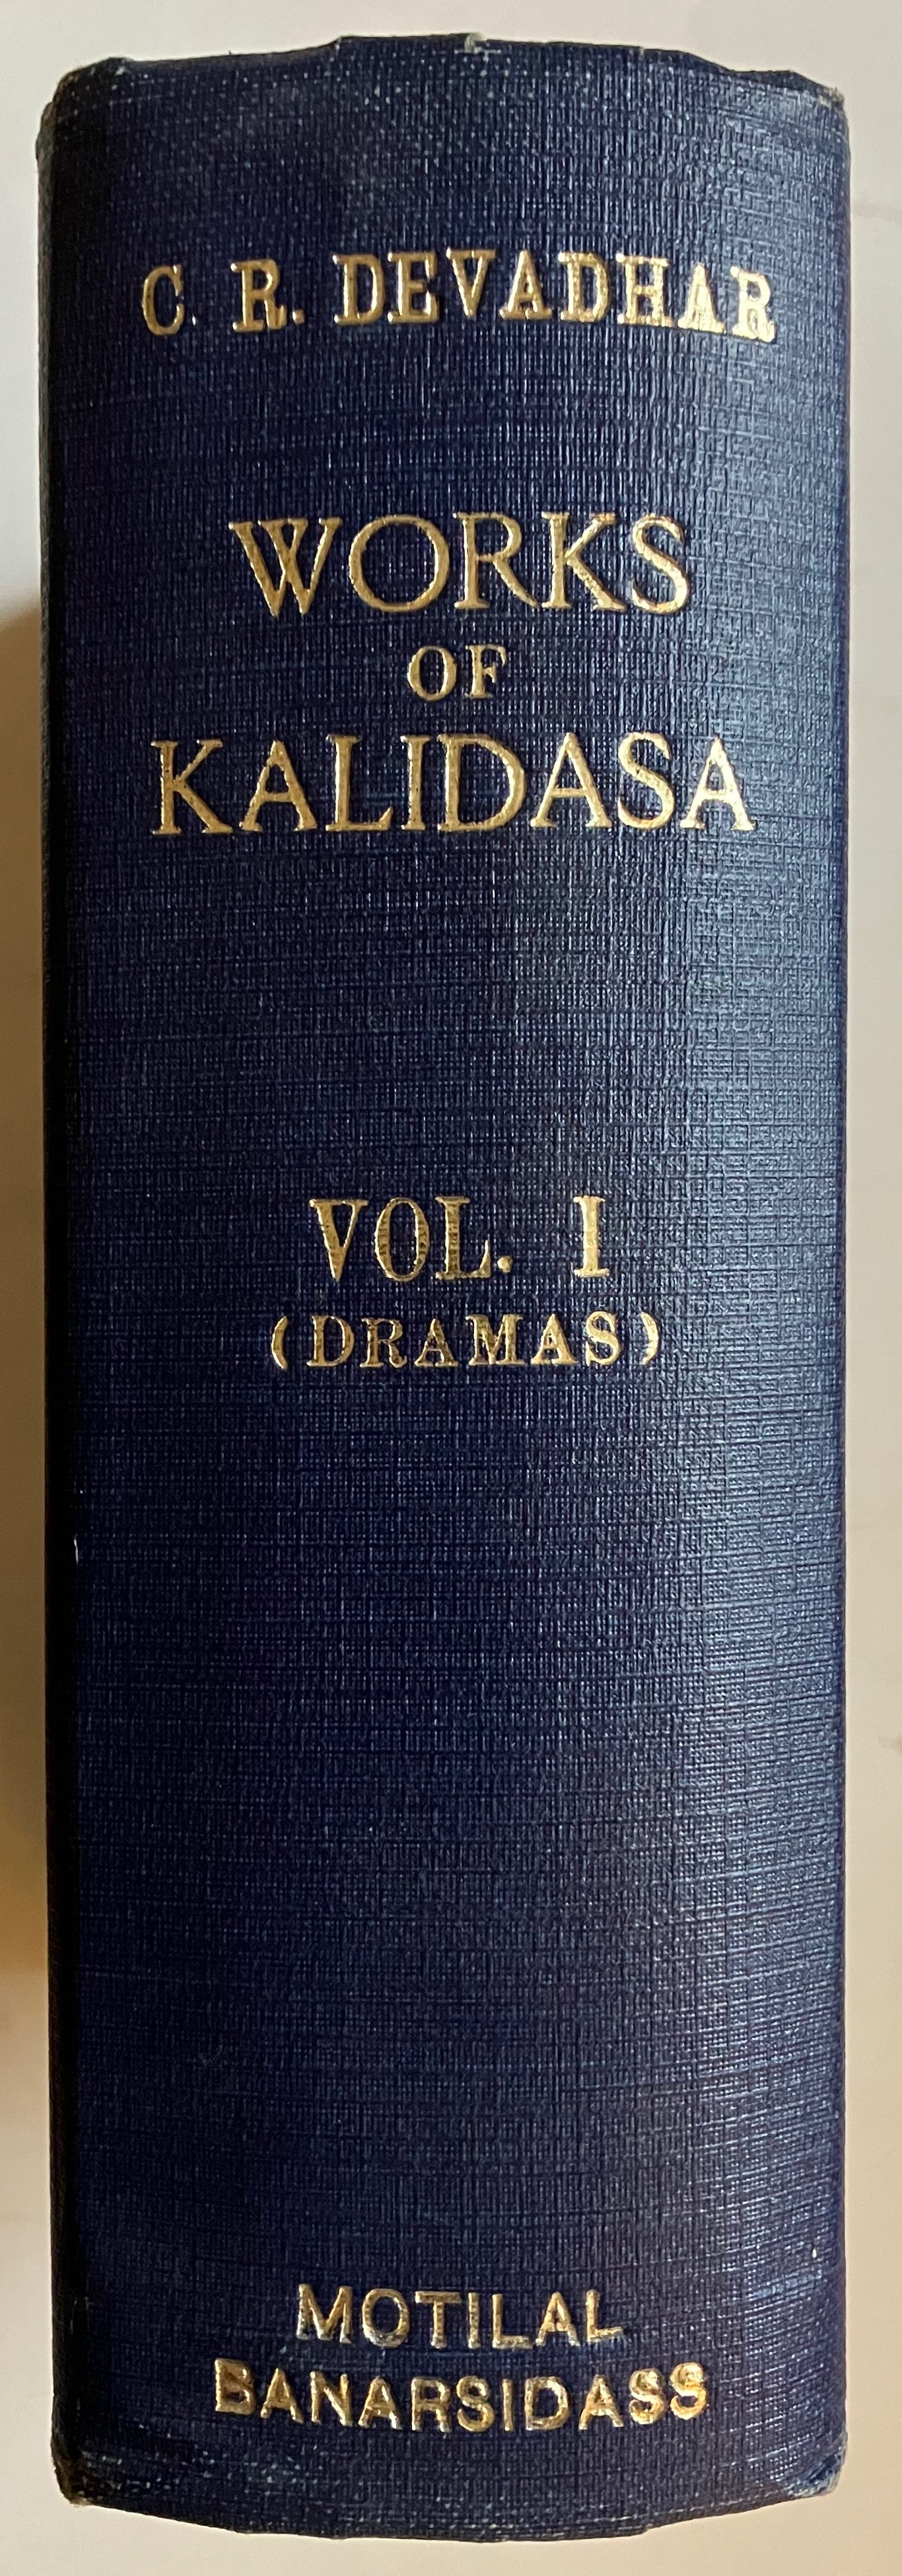 C. R. DEVADHAR
WORKS
OF
KALIDASA
VOL. I
(DRAMAS)
MOTILAL
BANARSIDASS